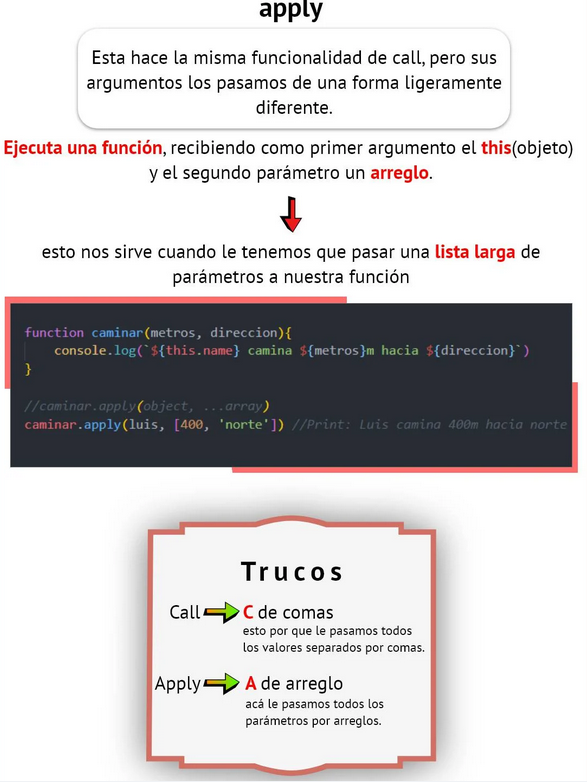 apply
Esta hace la misma funcionalidad de call, pero sus
argumentos los pasamos de una forma ligeramente
diferente.
Ejecuta una función, recibiendo como primer argumento el this(objeto)
y el segundo parámetro un arreglo.
esto nos sirve cuando le tenemos que pasar una lista larga de
parámetros a nuestra función
function caminar(metros, direccion){
console.log(`${this.name} camina ${metros}m hacia ${direccion}`)
}
//caminar.apply(object, ...array)
caminar.apply(luis, [400, 'norte']) //Print: Luis camina 400m hacia norte
Trucos
Call C de comas
esto por que le pasamos todos
los valores separados por comas.
Apply A de arreglo
acá le pasamos todos los
parámetros por arreglos.